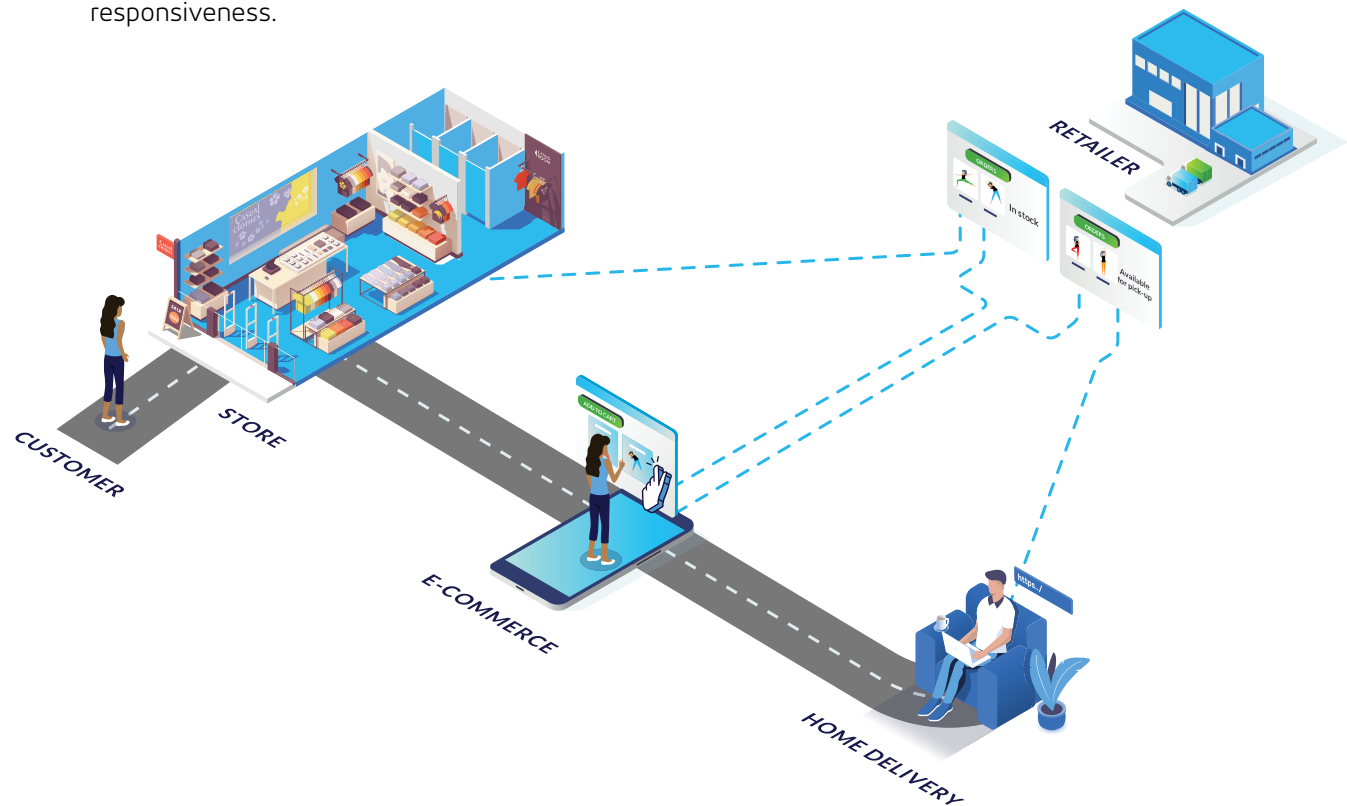 responsiveness.
RETAILER
ORDERS
In stock
ORDERS
Available
for pick-up
CASUAL
CLOTHES
SALE
STORE
CUSTOMER
ADD TO CART
E-COMMERCE
https../
HOME DELIVERY